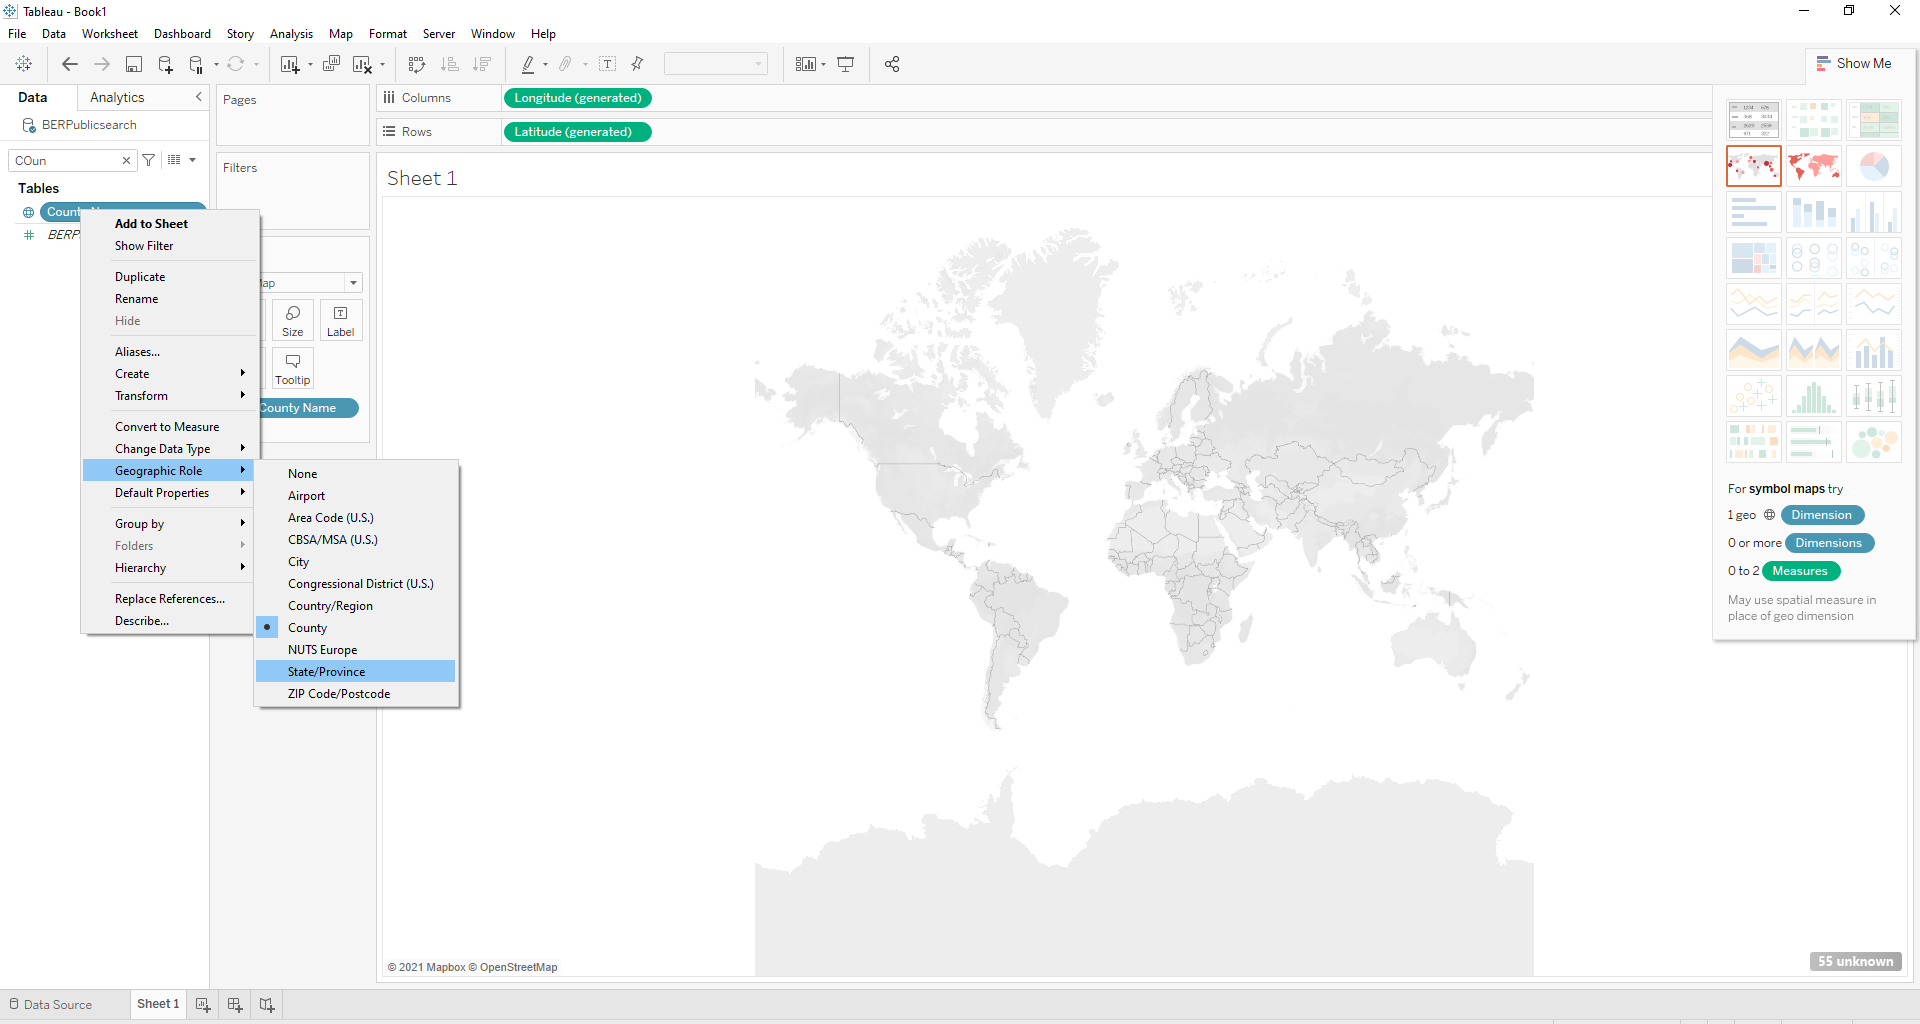 Tableau - Book1
File Data Worksheet Dashboard Story Analysis Map Format Server Window Help
Show Me
Data Analytics
Pages
Columns Longitude (generated)
BERPublicsearch
Rows Latitude (generated)
COun
Filters
Sheet 1
Tables
Add to Sheet
Show Filter
Duplicate
Rename
Hide
Aliases...
Create
Transform
Convert to Measure
Change Data Type
Geographic Role
Default Properties
Group by
Folders
Hierarchy
Replace References...
Describe...
Size Label
Tooltip
County Name
None
Airport
Area Code (U.S.)
CBSA/MSA (U.S.)
City
Congressional District (U.S.)
Country/Region
County
NUTS Europe
State/Province
ZIP Code/Postcode
For symbol maps try
1 geo Dimension
0 or more Dimensions
0 to 2 Measures
May use spatial measure in
place of geo dimension
© 2021 Mapbox © OpenStreetMap
55 unknown
Data Source Sheet 1